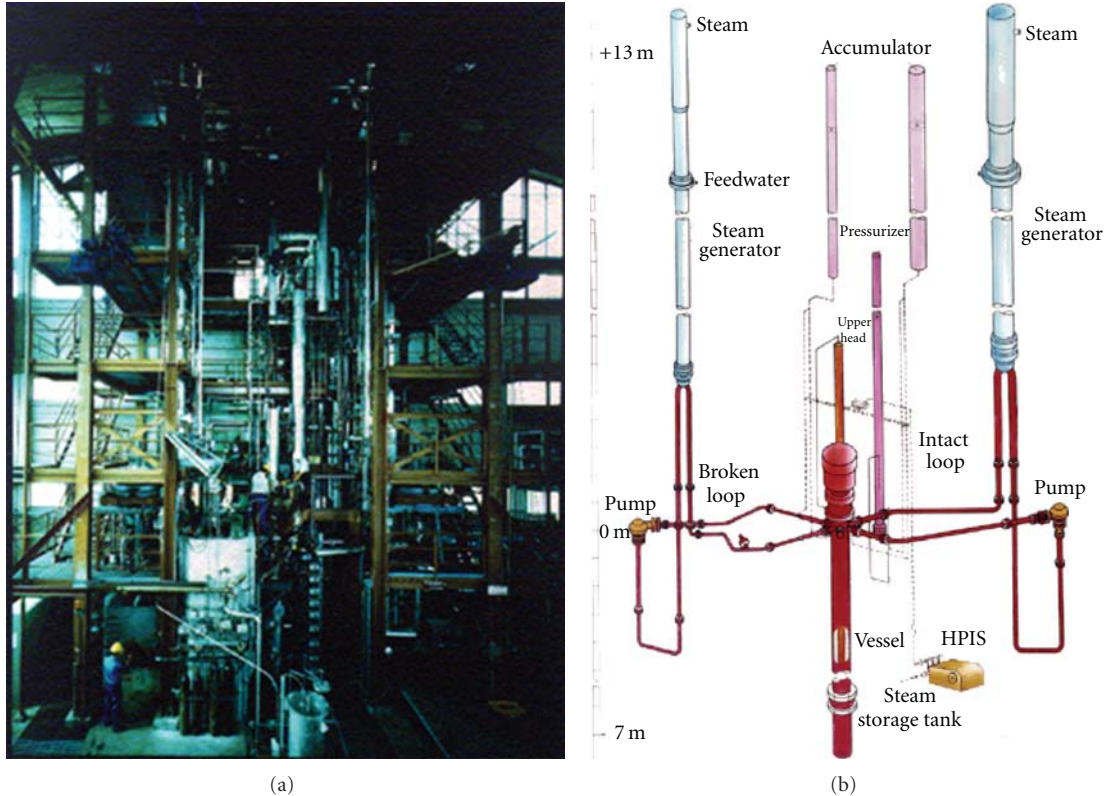 Steam
+13 m
Accumulator
Steam
Feedwater
Steam
generator
Pressurizer
Steam
generator
Upper
head
Broken
loop
Intact
loop
Pump
Pump
0 m
Vessel
HPIS
Steam
storage tank
7 m
(a)
(b)